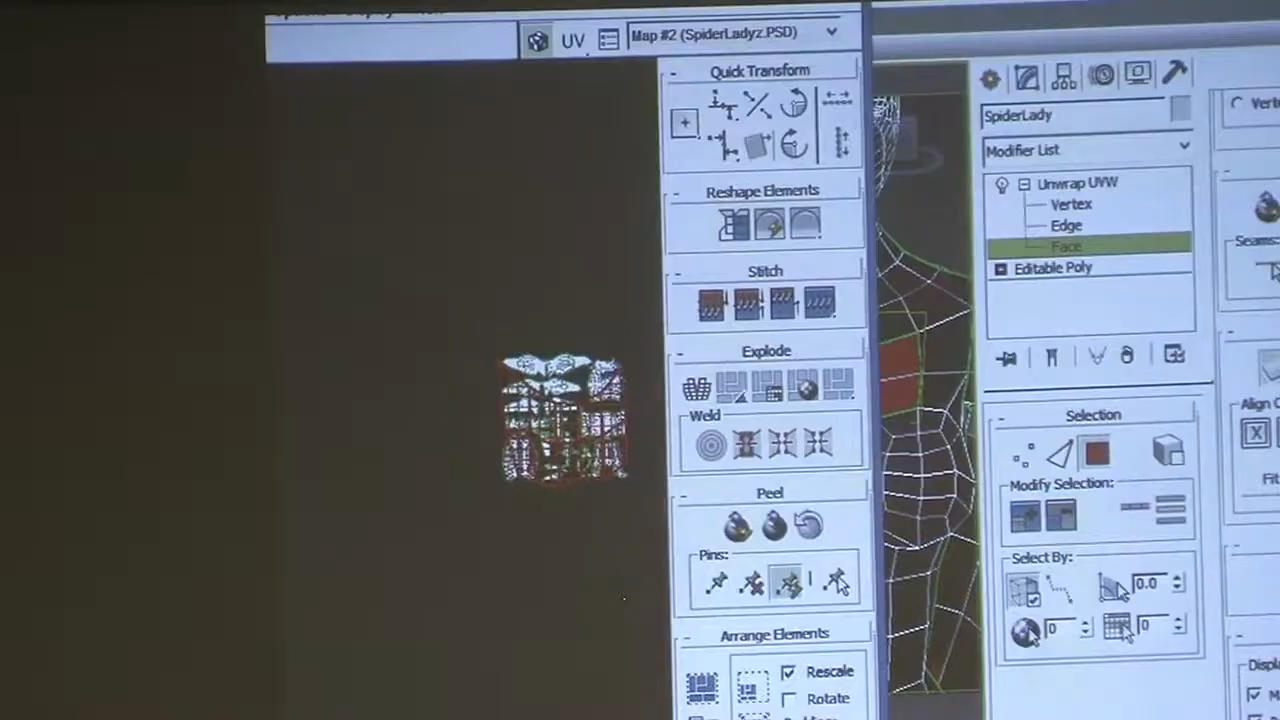 UV
Map #2 (SpiderLadyz.PSD)
Quick Transform
Reshape Elements
Stitch
Explode
Weld
Peel
Pins:
Arrange Elements
Rescale
Rotate
SpiderLady
Modifier List
Unwrap UVW
Vertex
Edge
Face
Editable Poly
Selection
Modify Selection:
Select By:
0.0
0
0
Seams
X